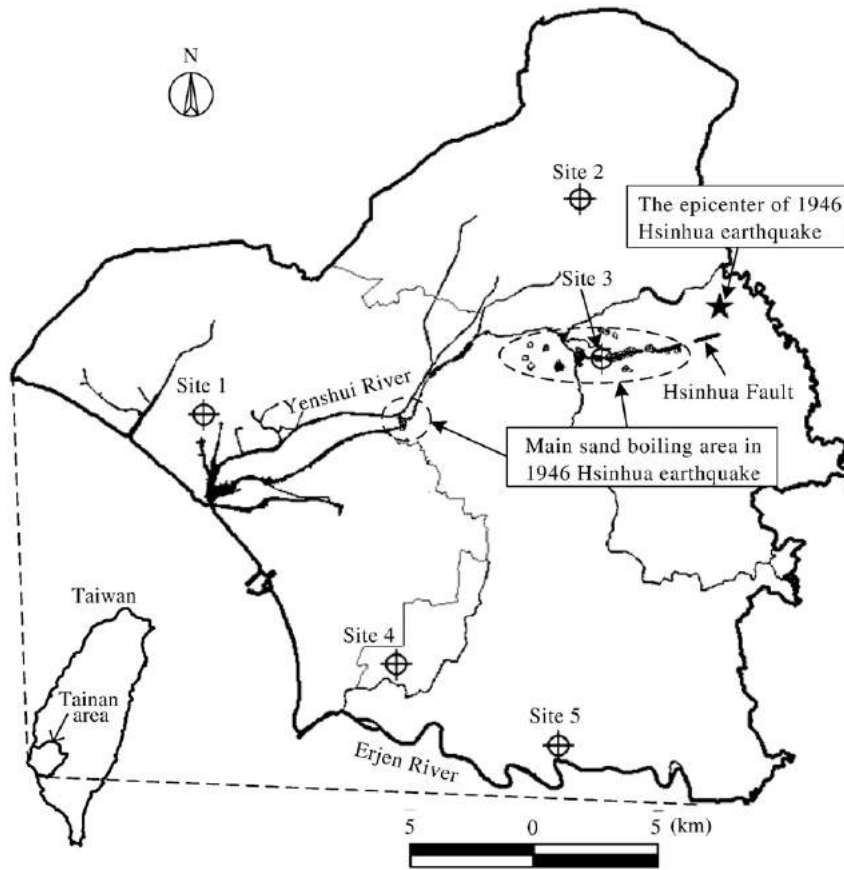 N
Site 2
The epicenter of 1946
Hsinhua earthquake
Site 3
Site 1
Yenshui River
Hsinhua Fault
Main sand boiling area in
1946 Hsinhua earthquake
Taiwan
Site 4
Tainan
area
Site 5
Erjen River
5 0 5 (km)